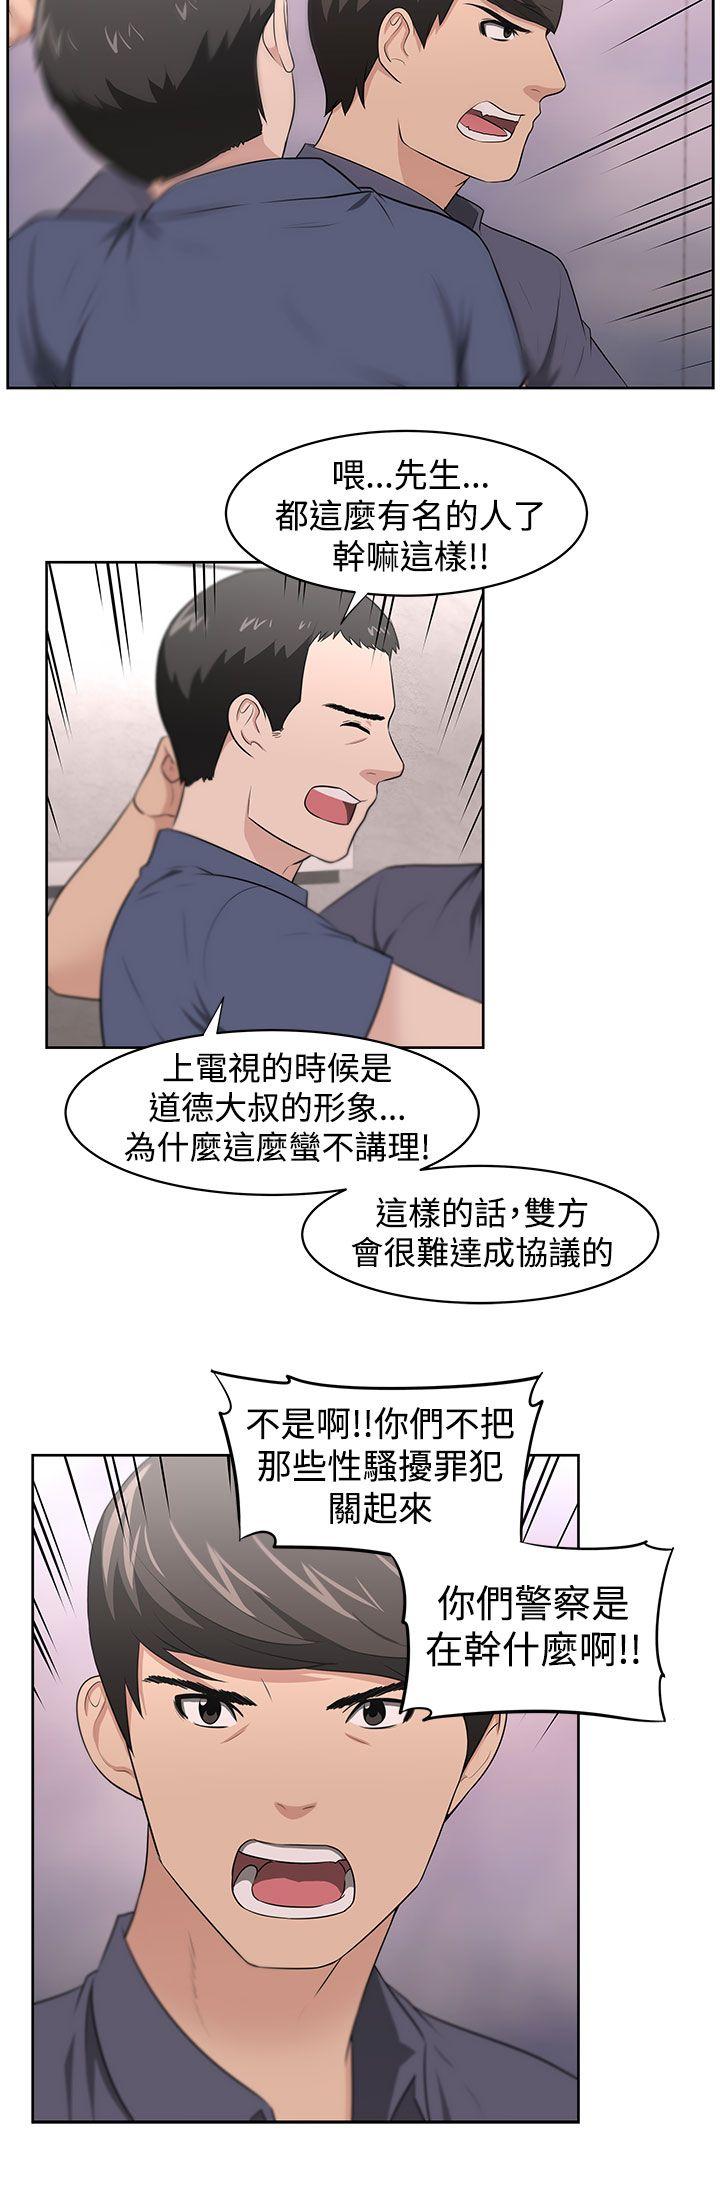 喂...先生...
都這麼有名的人了
幹嘛這樣!!
上電視的時候是
道德大叔的形象...
為什麼這麼蠻不講理!
這樣的話，雙方
會很難達成協議的
不是啊!!你們不把
那些性騷擾罪犯
關起來
你們警察是
在幹什麼啊!!